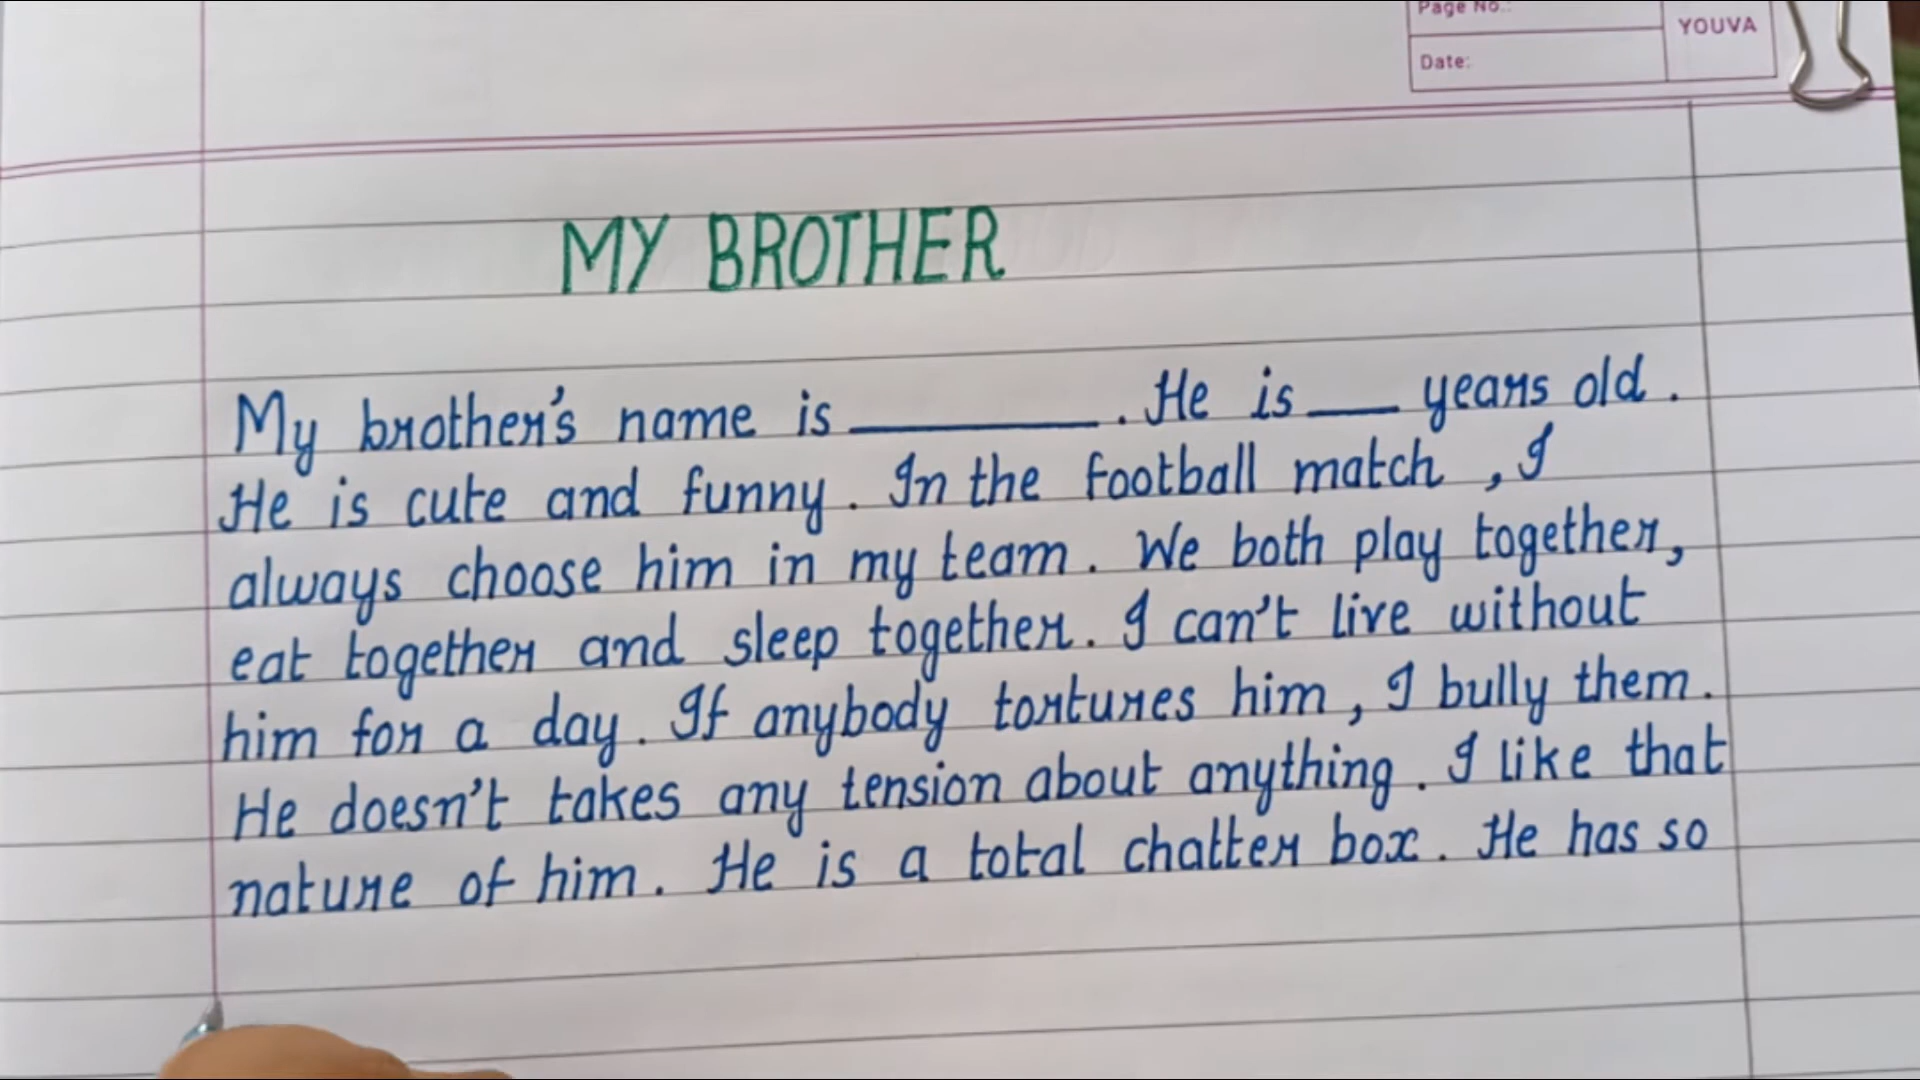 Page No.:
YOUVA
Date:
MY BROTHER
My brother's name is ________. He is ___ years old.
He is cute and funny. In the football match, I
always choose him in my team. We both play together,
eat together and sleep together. I can't live without
him for a day. If anybody tortures him, I bully them.
He doesn't takes any tension about anything. I like that
nature of him. He is a total chatter box. He has so